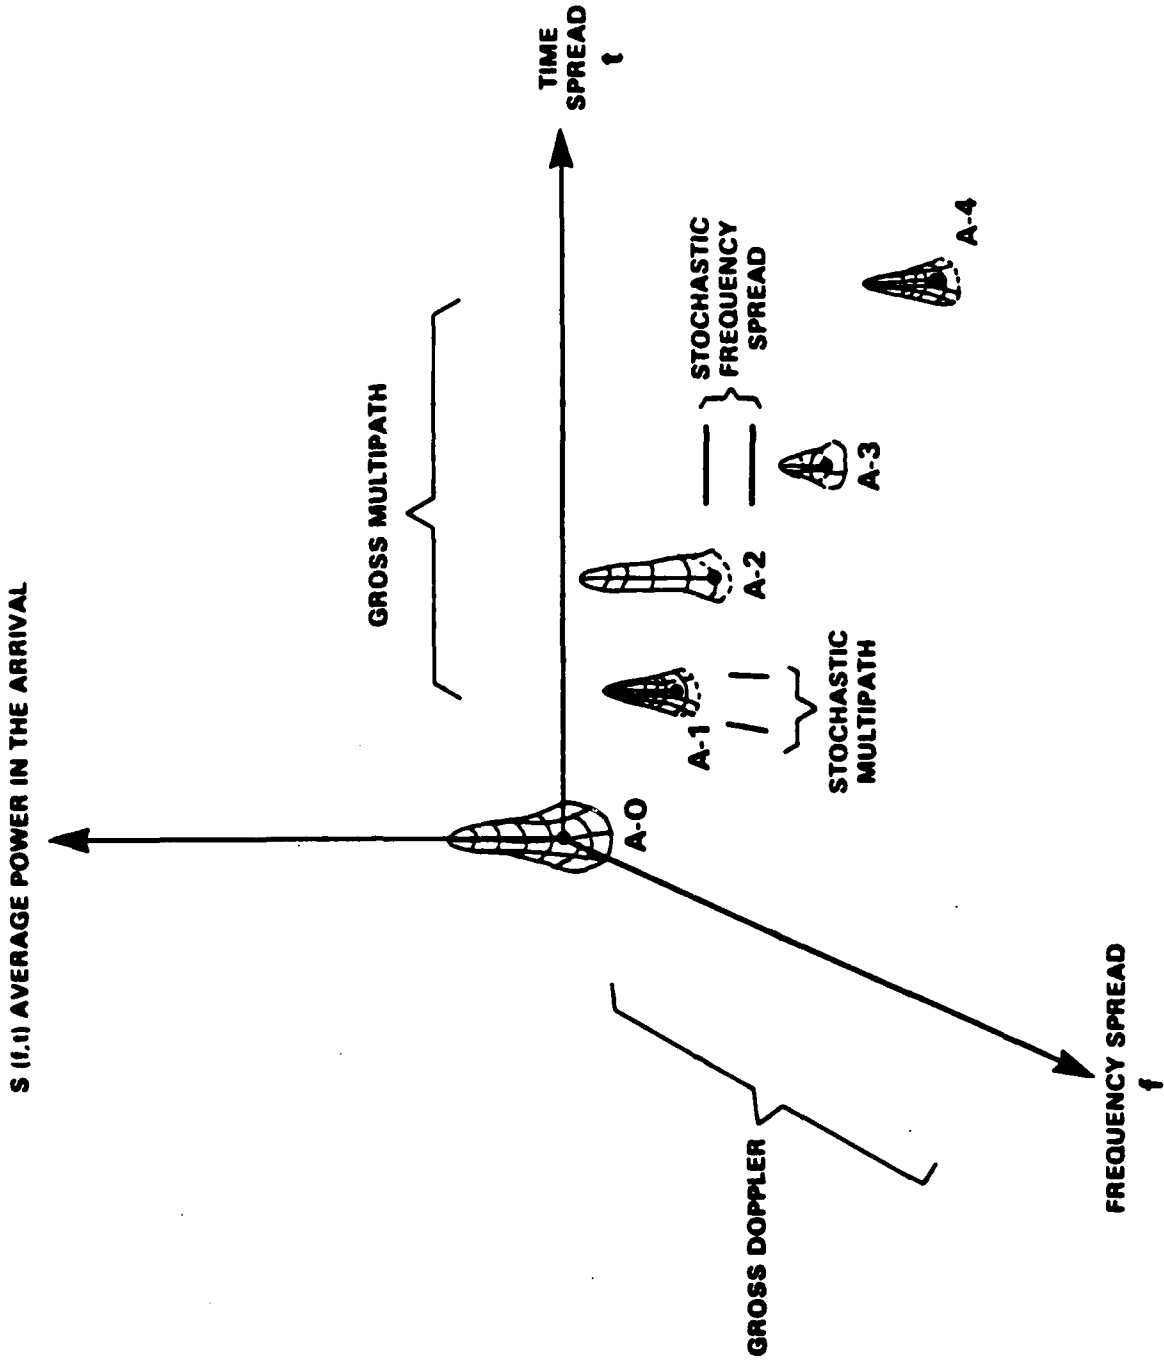 S (f,t) AVERAGE POWER IN THE ARRIVAL
GROSS MULTIPATH
TIME
SPREAD
t
STOCHASTIC
FREQUENCY
SPREAD
A-0
A-1
A-2
A-3
A-4
STOCHASTIC
MULTIPATH
GROSS DOPPLER
FREQUENCY SPREAD
f